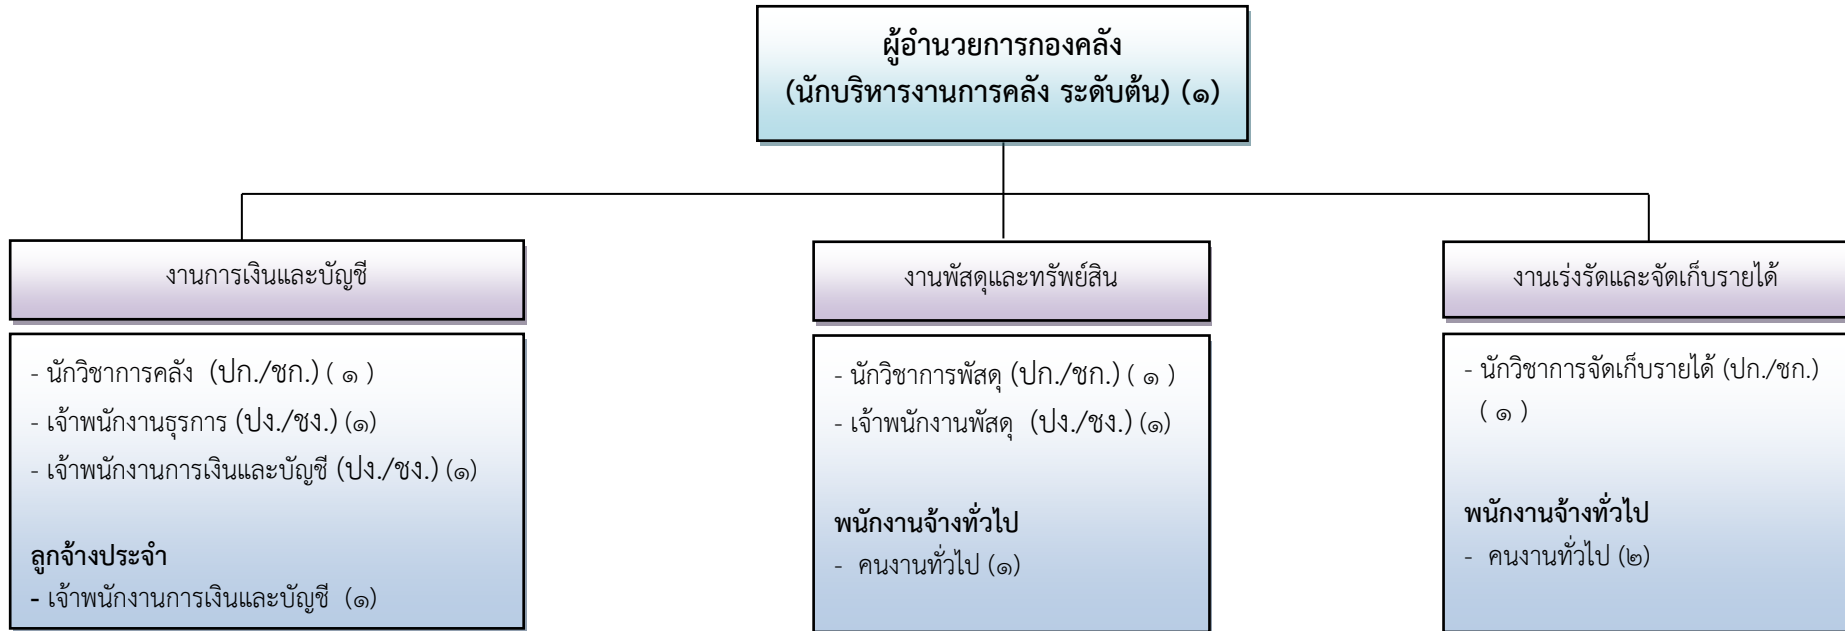 ผู้อำนวยการกองคลัง
(นักบริหารงานการคลัง ระดับต้น) (๑)
งานการเงินและบัญชี
- นักวิชาการคลัง (ปก./ชก.) ( ๑ )
- เจ้าพนักงานธุรการ (ปง./ชง.) (๑)
- เจ้าพนักงานการเงินและบัญชี (ปง./ชง.) (๑)
ลูกจ้างประจำ
- เจ้าพนักงานการเงินและบัญชี (๑)
งานพัสดุและทรัพย์สิน
- นักวิชาการพัสดุ (ปก./ชก.) ( ๑ )
- เจ้าพนักงานพัสดุ (ปง./ชง.) (๑)
พนักงานจ้างทั่วไป
- คนงานทั่วไป (๑)
งานเร่งรัดและจัดเก็บรายได้
- นักวิชาการจัดเก็บรายได้ (ปก./ชก.)
( ๑ )
พนักงานจ้างทั่วไป
- คนงานทั่วไป (๒)